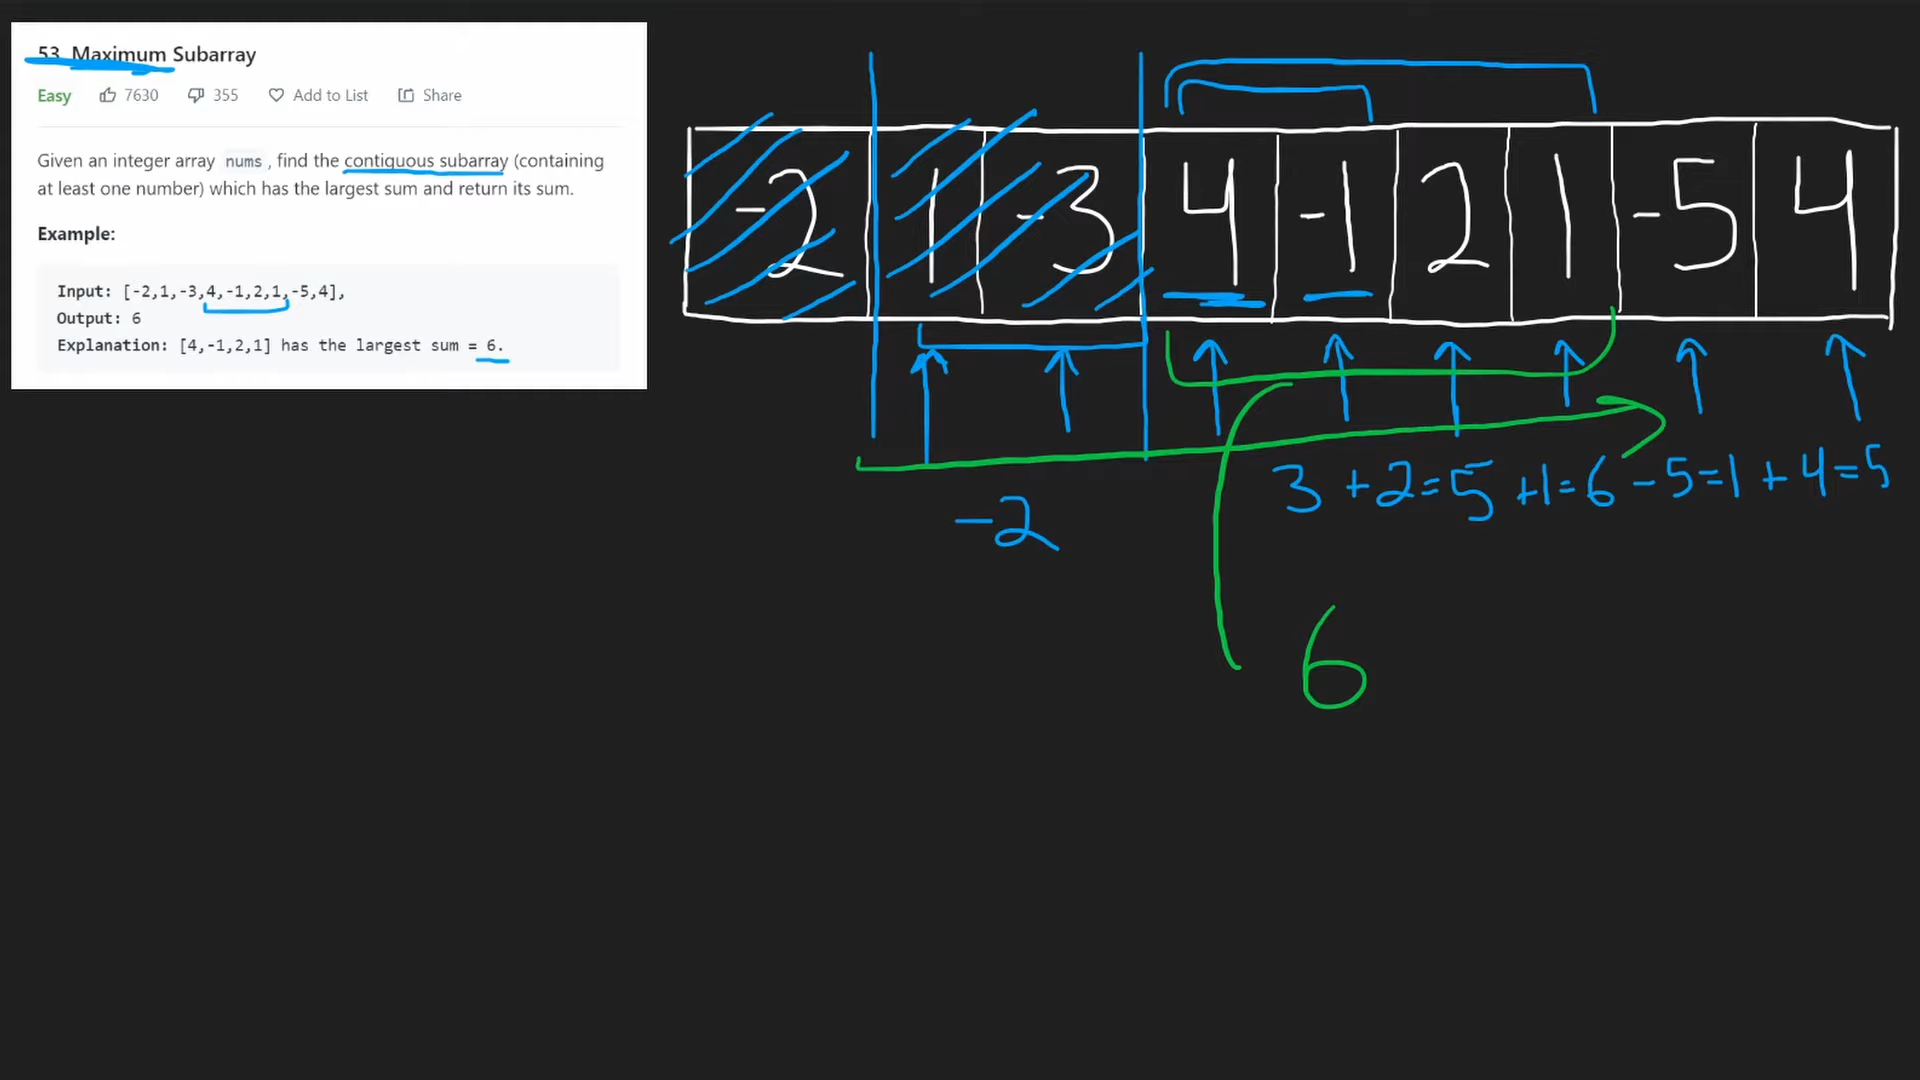 53. Maximum Subarray
Easy 7630 355 Add to List Share
Given an integer array nums, find the contiguous subarray (containing
at least one number) which has the largest sum and return its sum.
Example:
Input: [-2,1,-3,4,-1,2,1,-5,4],
Output: 6
Explanation: [4,-1,2,1] has the largest sum = 6.
-2 1 -3 4 -1 2 1 -5 4
3 + 2 = 5 + 1 = 6 - 5 = 1 + 4 = 5
-2
6